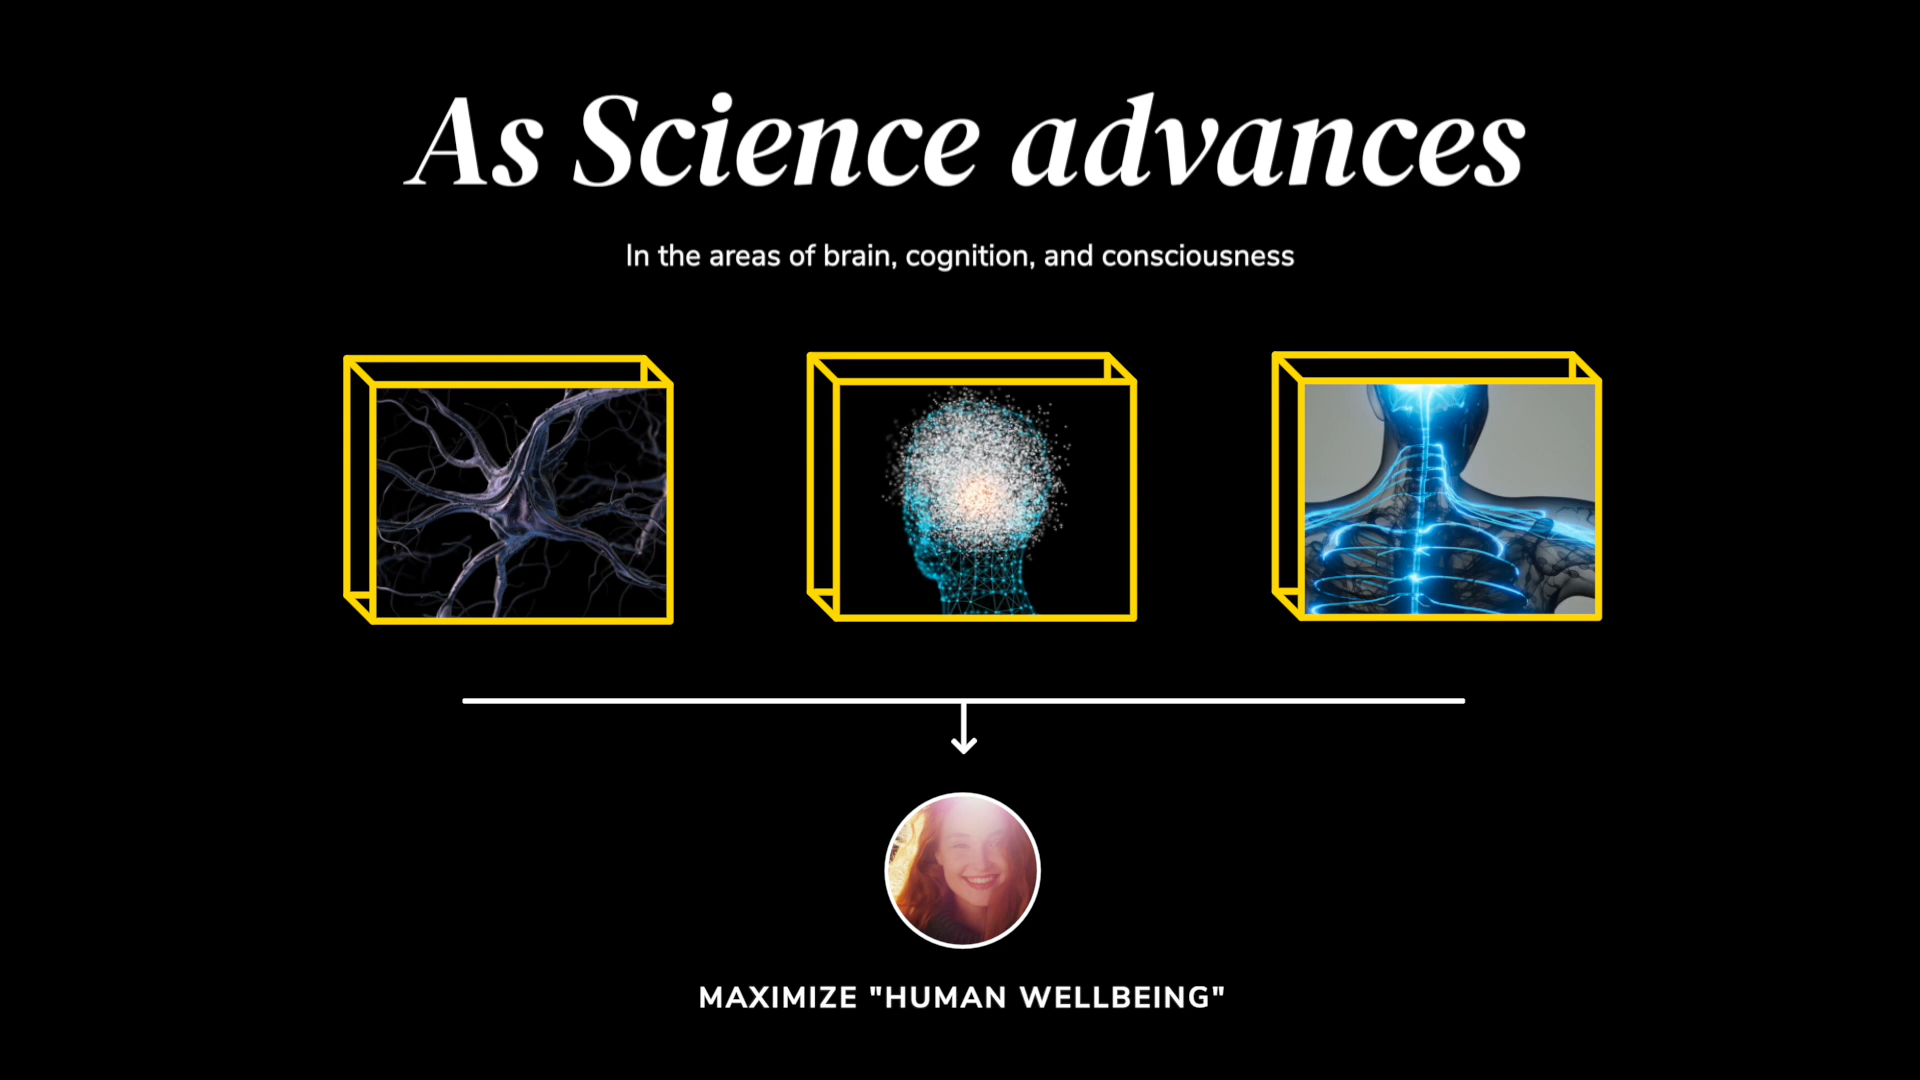 As Science advances
In the areas of brain, cognition, and consciousness
MAXIMIZE "HUMAN WELLBEING"